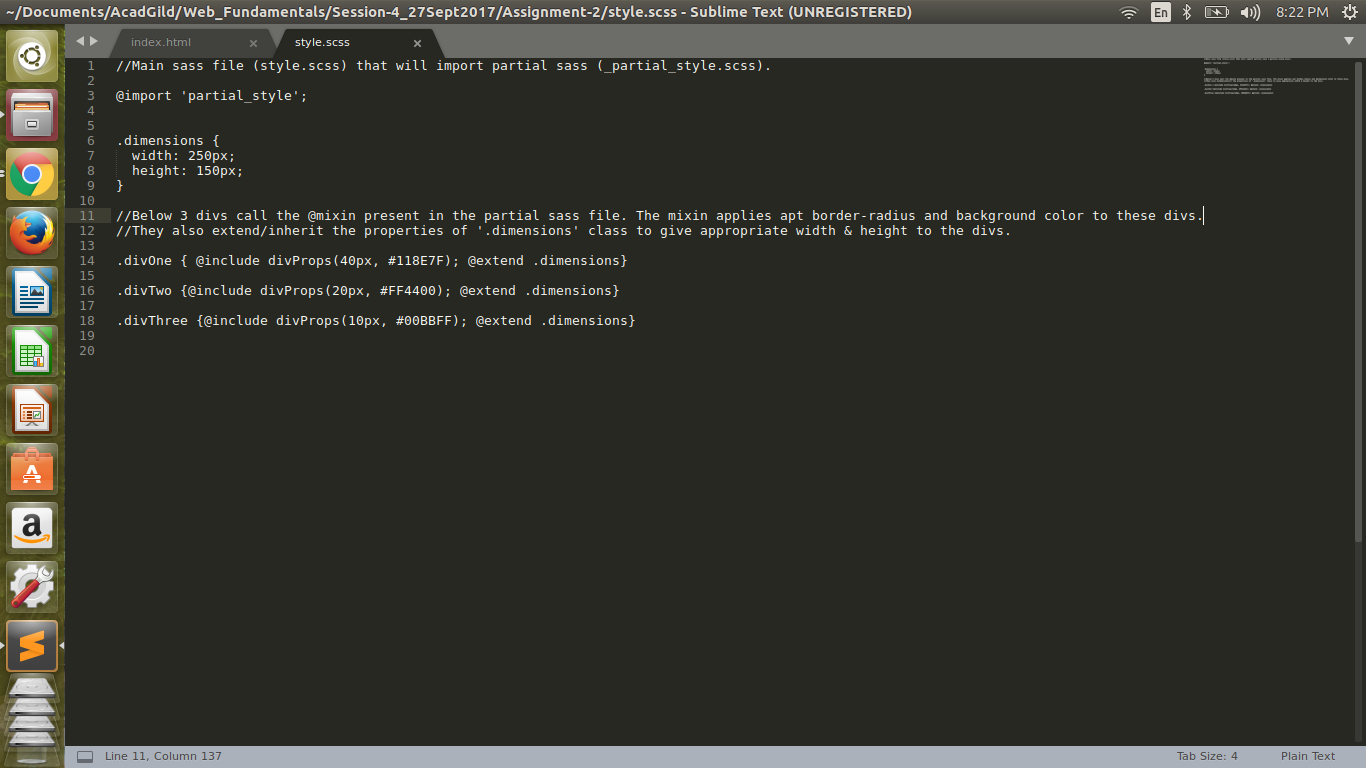 ~/Documents/AcadGild/Web_Fundamentals/Session-4_27Sept2017/Assignment-2/style.scss - Sublime Text (UNREGISTERED)
En
8:22 PM
index.html
style.scss
1 //Main sass file (style.scss) that will import partial sass (_partial_style.scss).
2
3 @import 'partial_style';
4
5
6 .dimensions {
7 width: 250px;
8 height: 150px;
9 }
10
11 //Below 3 divs call the @mixin present in the partial sass file. The mixin applies apt border-radius and background color to these divs.
12 //They also extend/inherit the properties of '.dimensions' class to give appropriate width & height to the divs.
13
14 .divOne { @include divProps(40px, #118E7F); @extend .dimensions}
15
16 .divTwo {@include divProps(20px, #FF4400); @extend .dimensions}
17
18 .divThree {@include divProps(10px, #00BBFF); @extend .dimensions}
19
20
Line 11, Column 137
Tab Size: 4
Plain Text